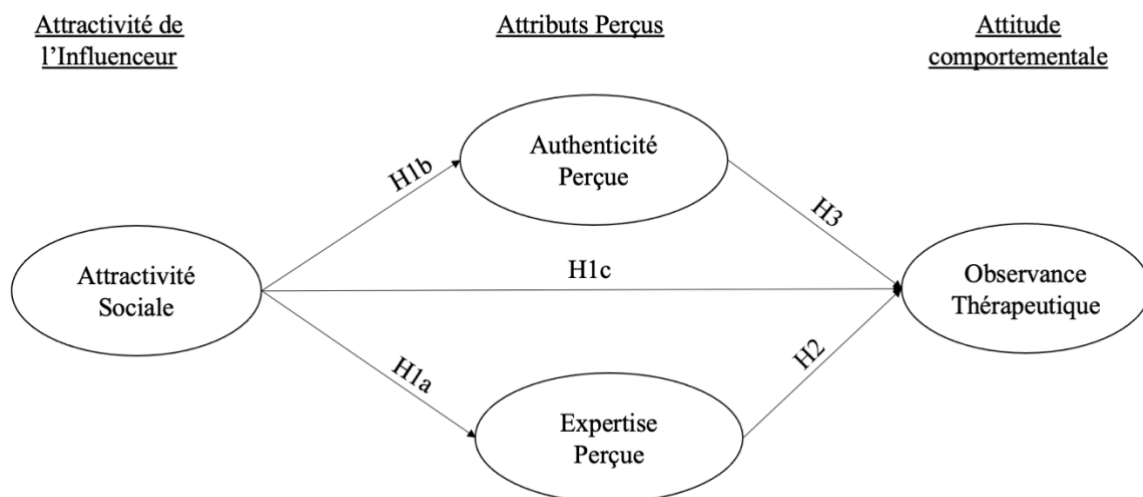 Attractivité de
l’Influenceur
Attributs Perçus
Attitude
comportementale
Authenticité
Perçue
H1b
H3
Attractivité
Sociale
H1c
Observance
Thérapeutique
H1a
H2
Expertise
Perçue